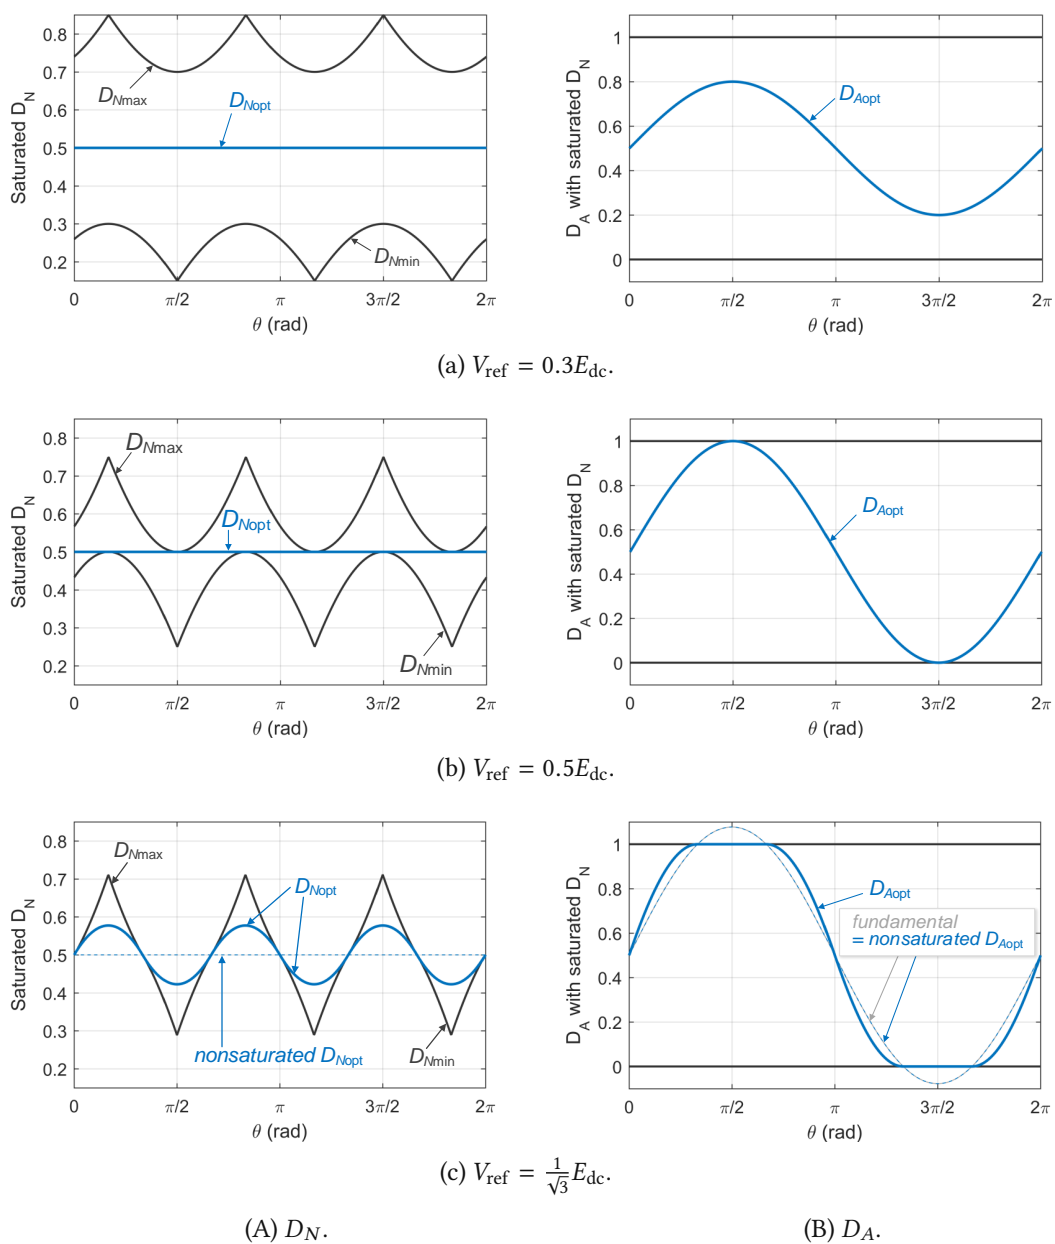 Saturated D_N
0.8
0.7
0.6
0.5
0.4
0.3
0.2
D_Nmax
D_Nopt
D_Nmin
0
π/2
π
3π/2
2π
θ (rad)
D_A with saturated D_N
1
0.8
0.6
0.4
0.2
0
D_Aopt
0
π/2
π
3π/2
2π
θ (rad)
(a) V_ref = 0.3E_dc.
Saturated D_N
0.8
0.7
0.6
0.5
0.4
0.3
0.2
D_Nmax
D_Nopt
D_Nmin
0
π/2
π
3π/2
2π
θ (rad)
D_A with saturated D_N
1
0.8
0.6
0.4
0.2
0
D_Aopt
0
π/2
π
3π/2
2π
θ (rad)
(b) V_ref = 0.5E_dc.
Saturated D_N
0.8
0.7
0.6
0.5
0.4
0.3
0.2
D_Nmax
D_Nopt
nonsaturated D_Nopt
D_Nmin
0
π/2
π
3π/2
2π
θ (rad)
D_A with saturated D_N
1
0.8
0.6
0.4
0.2
0
D_Aopt
fundamental
= nonsaturated D_Aopt
0
π/2
π
3π/2
2π
θ (rad)
(c) V_ref = 1/√3 E_dc.
(A) D_N.
(B) D_A.